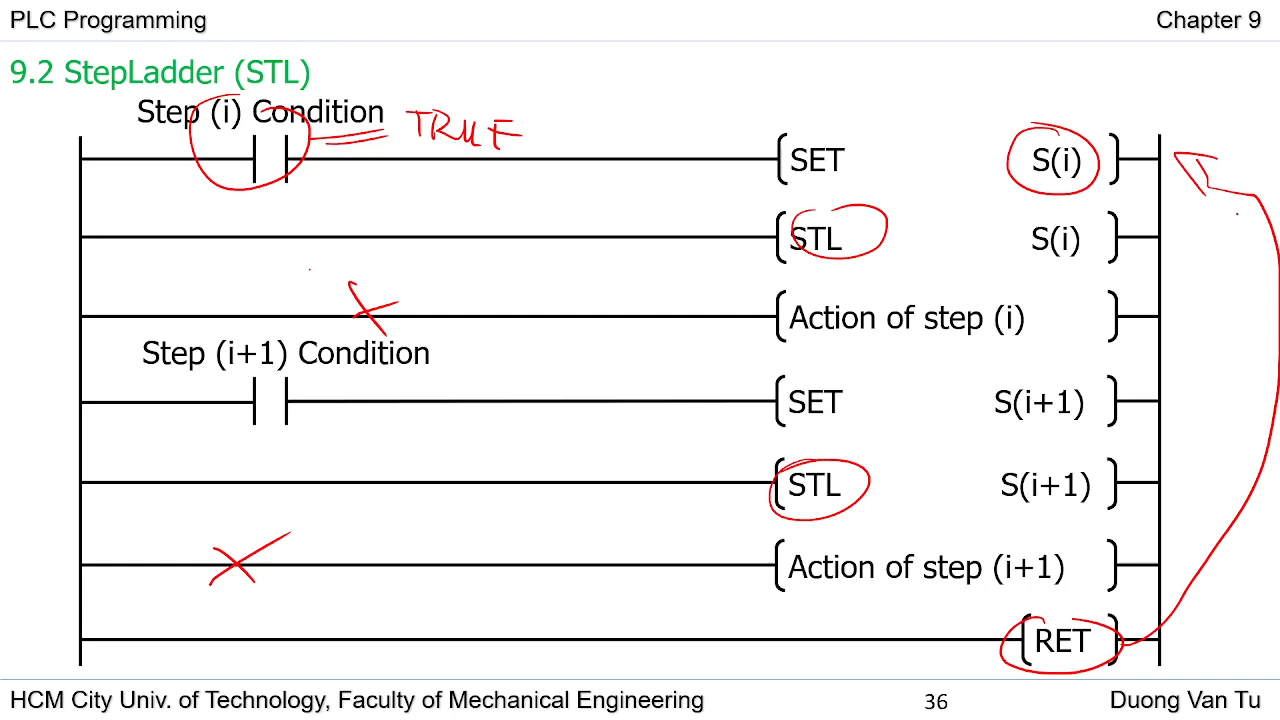 PLC Programming Chapter 9
9.2 StepLadder (STL)
Step (i) Condition
TRUE
SET S(i)
STL S(i)
Action of step (i)
Step (i+1) Condition
SET S(i+1)
STL S(i+1)
Action of step (i+1)
RET
HCM City Univ. of Technology, Faculty of Mechanical Engineering 36 Duong Van Tu